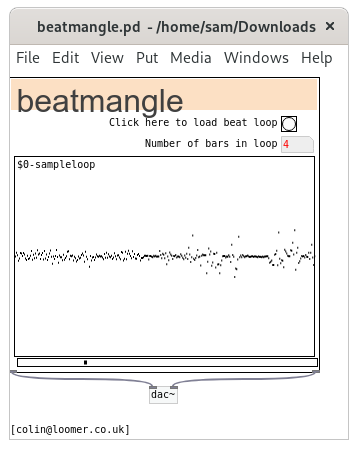 beatmangle.pd - /home/sam/Downloads ×
File Edit View Put Media Windows Help
beatmangle
Click here to load beat loop
Number of bars in loop 4
$0-sampleloop
dac~
[colin@loomer.co.uk]